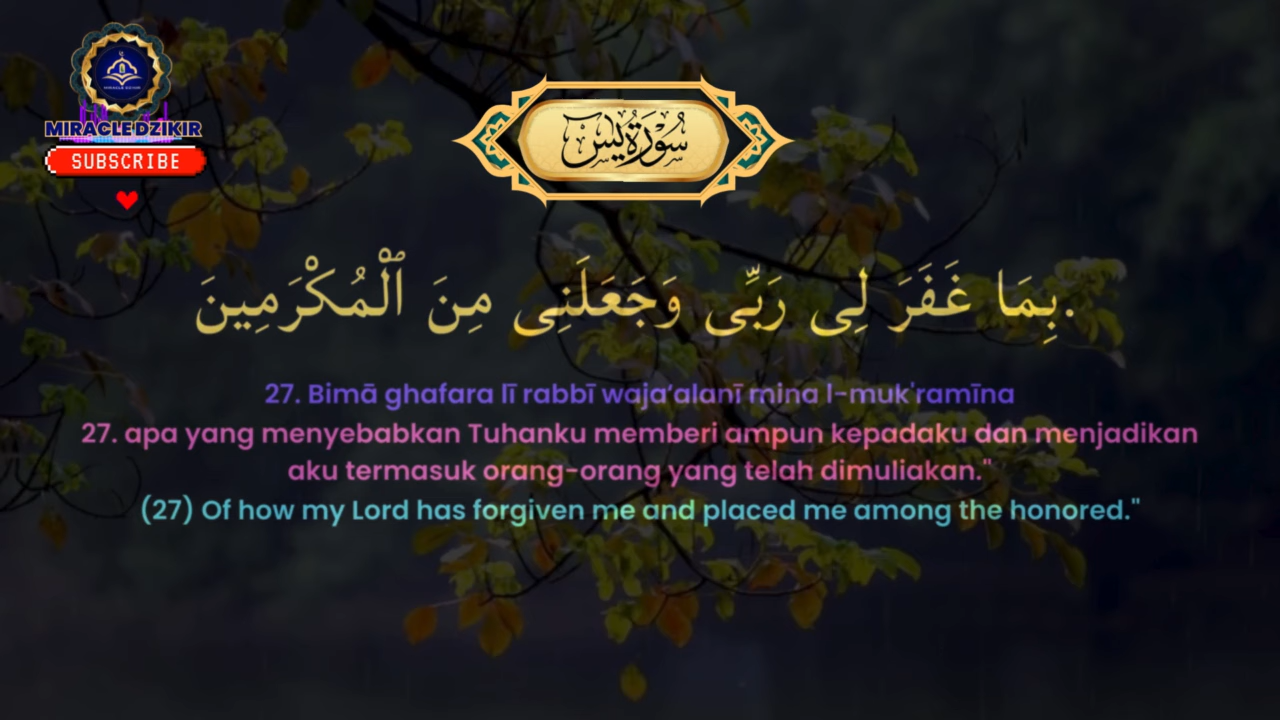 MIRACLE DZIKIR
SUBSCRIBE
سُورَةُ يس
بِمَا غَفَرَ لِى رَبِّى وَجَعَلَنِى مِنَ ٱلْمُكْرَمِينَ.
27. Bimā ghafara lī rabbī waja‘alanī mina l-muk'ramīna
27. apa yang menyebabkan Tuhanku memberi ampun kepadaku dan menjadikan
aku termasuk orang-orang yang telah dimuliakan."
(27) Of how my Lord has forgiven me and placed me among the honored."